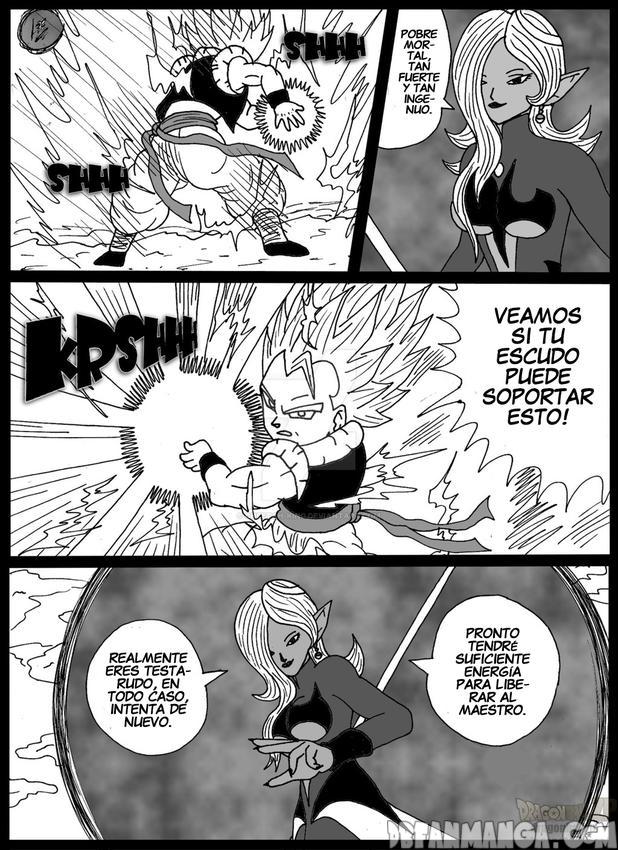 SHHH
SHHH
POBRE
MOR-
TAL,
TAN
FUERTE
Y TAN
INGE-
NUO.
KRSHHH
VEAMOS
SI TU
ESCUDO
PUEDE
SOPORTAR
ESTO!
REALMENTE
ERES TESTA-
RUDO, EN
TODO CASO,
INTENTA DE
NUEVO.
PRONTO
TENDRÉ
SUFICIENTE
ENERGÍA
PARA LIBE-
RAR AL
MAESTRO.
DBFANMANGA.COM